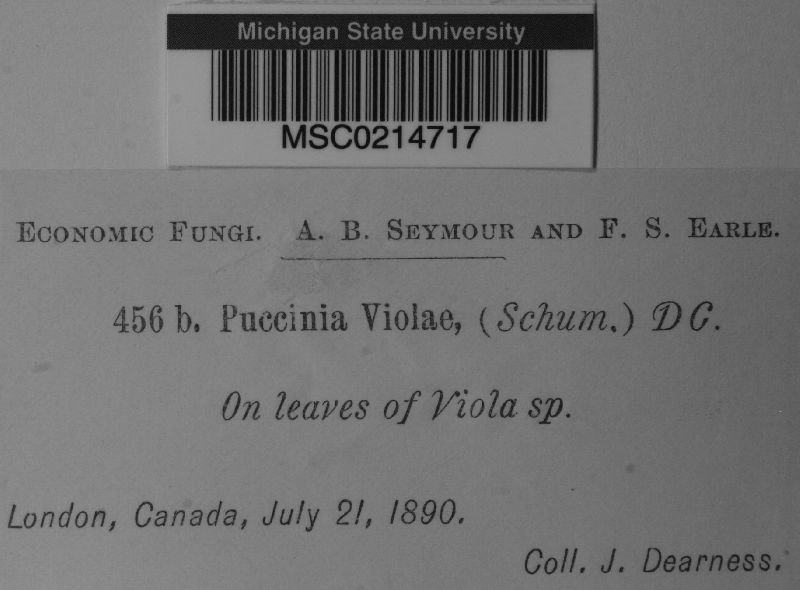 Michigan State University
MSC0214717
Economic Fungi. A. B. Seymour and F. S. Earle.
456 b. Puccinia Violae, (Schum.) DC.
On leaves of Viola sp.
London, Canada, July 21, 1890.
Coll. J. Dearness.